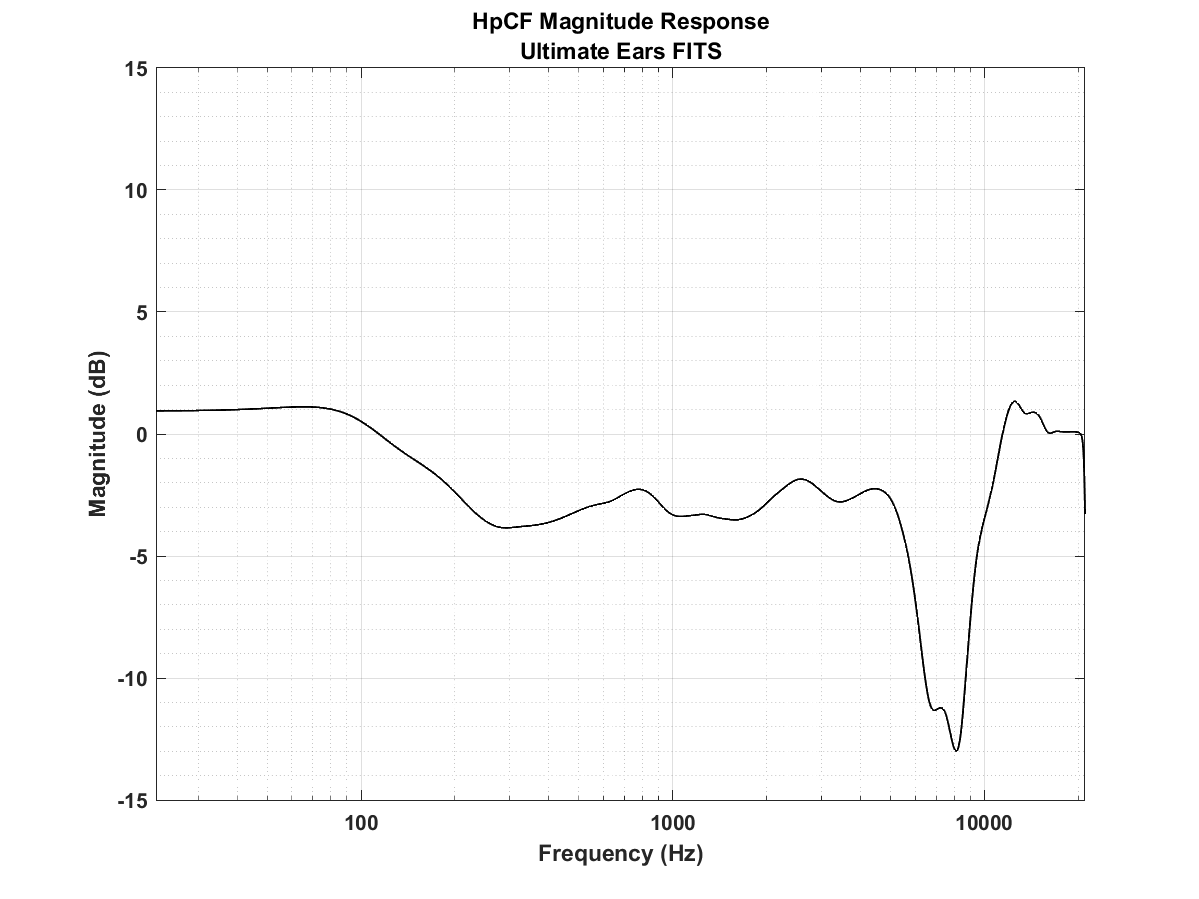 HpCF Magnitude Response
Ultimate Ears FITS
15
10
5
0
-5
-10
-15
Magnitude (dB)
100
1000
10000
Frequency (Hz)